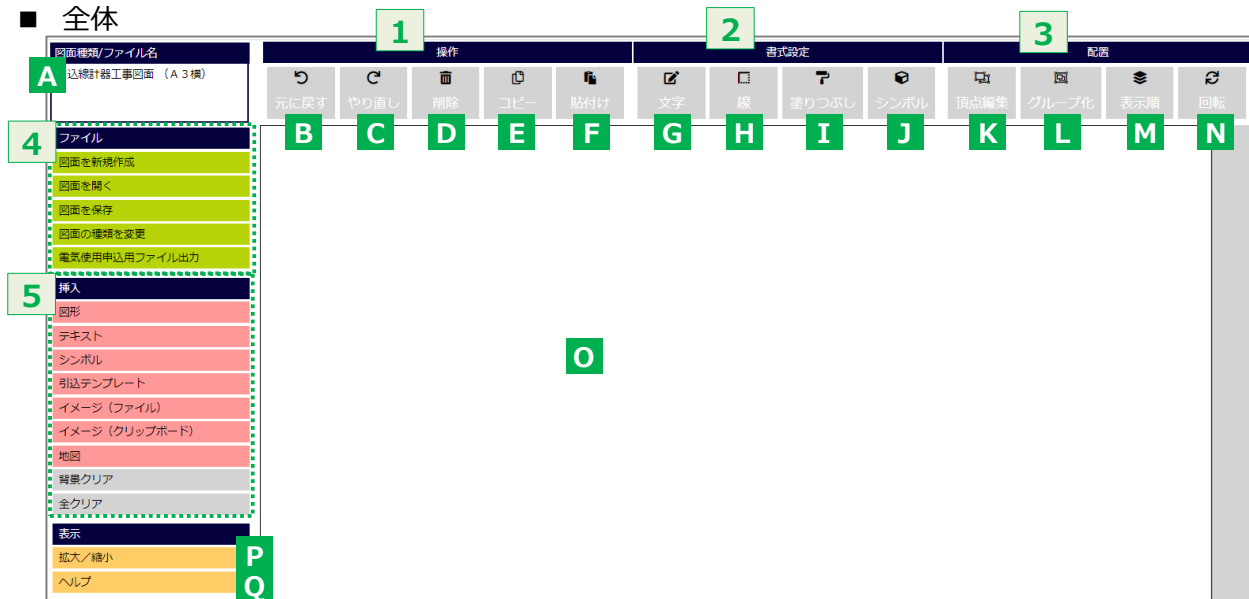 ■ 全体
1 2 3
図面種類/ファイル名 操作 書式設定 配置
A 込線計器工事図面 （Ａ３横）
元に戻す やり直し 削除 コピー 貼付け 文字 線 塗りつぶし シンボル 頂点編集 グループ化 表示順 回転
B C D E F G H I J K L M N
4 ファイル
図面を新規作成
図面を開く
図面を保存
図面の種類を変更
電気使用申込用ファイル出力
5 挿入
図形
テキスト
シンボル
O
引込テンプレート
イメージ（ファイル）
イメージ（クリップボード）
地図
背景クリア
全クリア
表示
拡大／縮小 P
ヘルプ Q